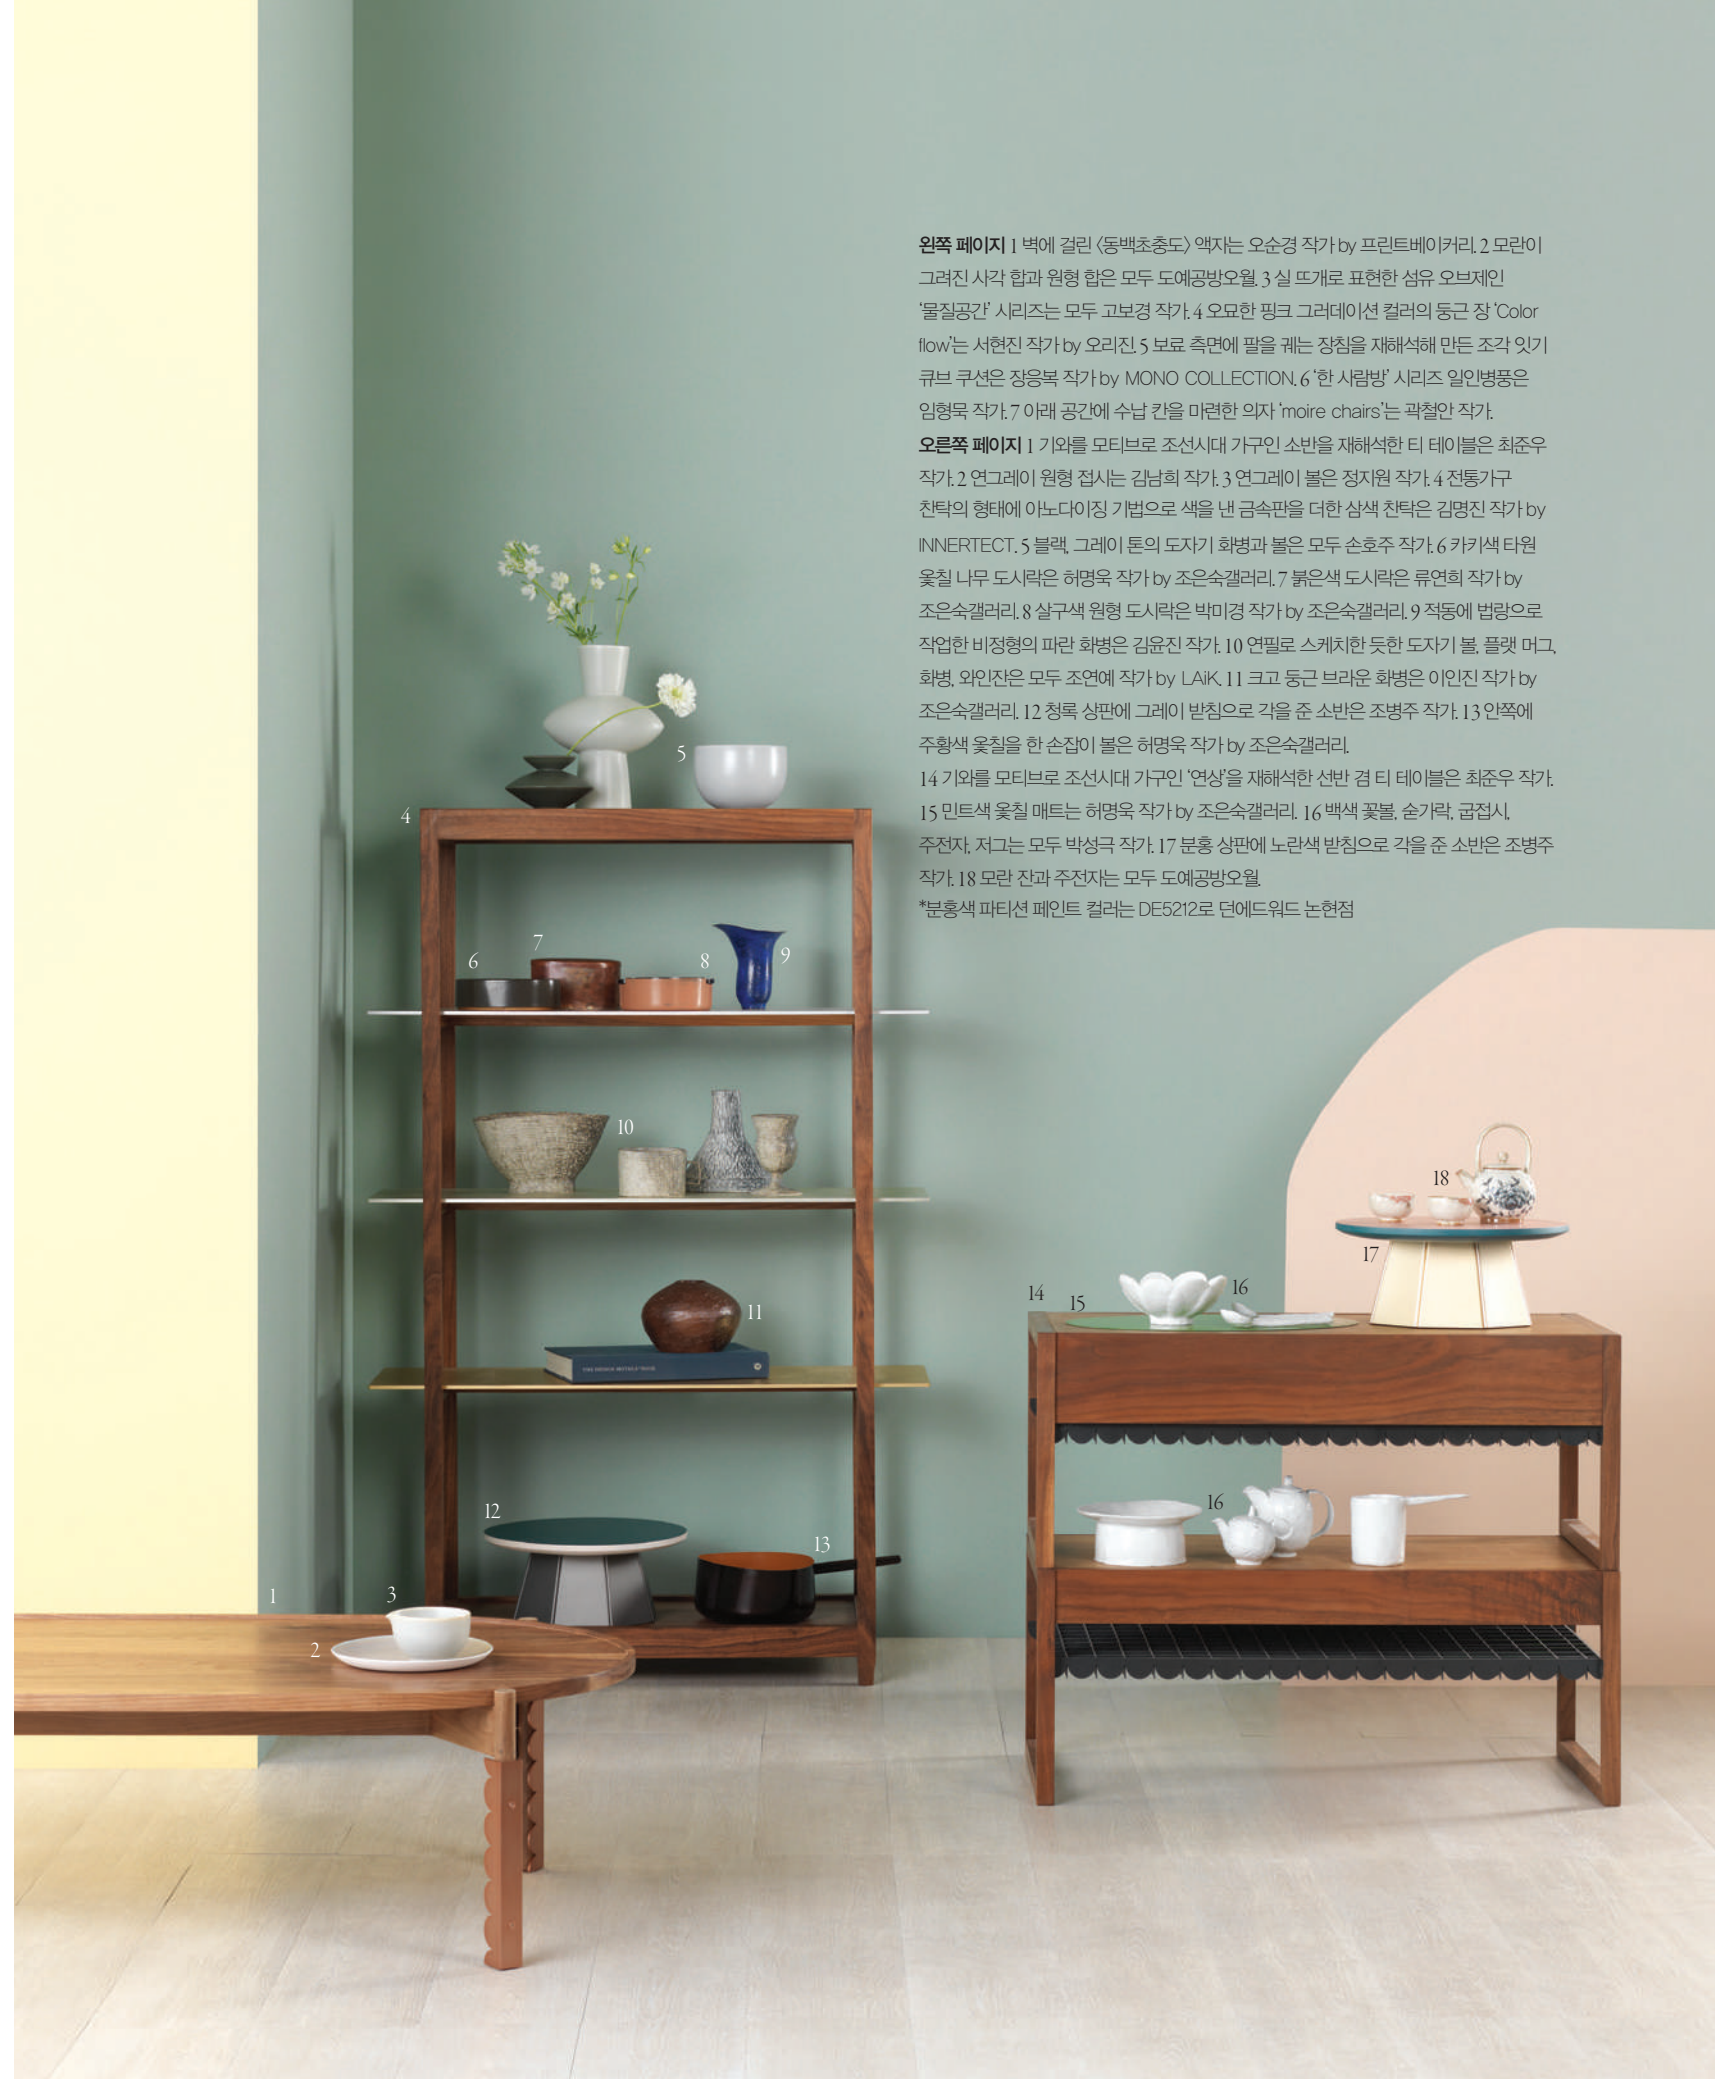 왼쪽 페이지 1 벽에 걸린 〈동백초충도〉 액자는 오순경 작가 by 프린트베이커리. 2 모란이
그려진 사각 합과 원형 합은 모두 도예공방오월. 3 실 뜨개로 표현한 섬유 오브제인
‘물질공간’ 시리즈는 모두 고보경 작가. 4 오묘한 핑크 그러데이션 컬러의 둥근 장 ‘Color
flow’는 서현진 작가 by 오리진. 5 보료 측면에 팔을 궤는 장침을 재해석해 만든 조각 잇기
큐브 쿠션은 장응복 작가 by MONO COLLECTION. 6 ‘한 사람방’ 시리즈 일인병풍은
임형묵 작가. 7 아래 공간에 수납 칸을 마련한 의자 ‘moire chairs’는 곽철안 작가.
오른쪽 페이지 1 기와를 모티브로 조선시대 가구인 소반을 재해석한 티 테이블은 최준우
작가. 2 연그레이 원형 접시는 김남희 작가. 3 연그레이 볼은 정지원 작가. 4 전통가구
찬탁의 형태에 아노다이징 기법으로 색을 낸 금속판을 더한 삼색 찬탁은 김명진 작가 by
INNERTECT. 5 블랙, 그레이 톤의 도자기 화병과 볼은 모두 손호주 작가. 6 카키색 타원
옻칠 나무 도시락은 허명욱 작가 by 조은숙갤러리. 7 붉은색 도시락은 류연희 작가 by
조은숙갤러리. 8 살구색 원형 도시락은 박미경 작가 by 조은숙갤러리. 9 적동에 법랑으로
작업한 비정형의 파란 화병은 김윤진 작가. 10 연필로 스케치한 듯한 도자기 볼, 플랫 머그,
화병, 와인잔은 모두 조연예 작가 by LAiK. 11 크고 둥근 브라운 화병은 이인진 작가 by
조은숙갤러리. 12 청록 상판에 그레이 받침으로 각을 준 소반은 조병주 작가. 13 안쪽에
주황색 옻칠을 한 손잡이 볼은 허명욱 작가 by 조은숙갤러리.
14 기와를 모티브로 조선시대 가구인 ‘연상’을 재해석한 선반 겸 티 테이블은 최준우 작가.
15 민트색 옻칠 매트는 허명욱 작가 by 조은숙갤러리. 16 백색 꽃볼, 숟가락, 굽접시,
주전자, 저그는 모두 박성극 작가. 17 분홍 상판에 노란색 받침으로 각을 준 소반은 조병주
작가. 18 모란 잔과 주전자는 모두 도예공방오월.
*분홍색 파티션 페인트 컬러는 DE5212로 던에드워드 논현점
5
4
7
6
8
9
10
18
17
14
15
16
11
12
16
13
1
3
2